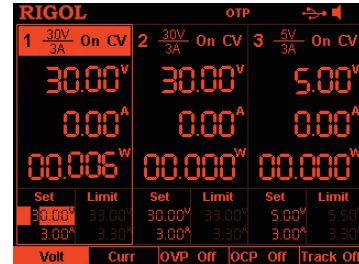 RIGOL OTP
1 30V/3A On CV 2 30V/3A On CV 3 5V/3A On CV
30.00V 30.00V 5.00V
0.00A 0.00A 0.00A
00.006W 00.000W 00.000W
Set Limit Set Limit Set Limit
30.00V 33.00V 30.00V 33.00V 5.00V 5.50V
3.00A 3.30A 3.00A 3.30A 3.00A 3.30A
Volt Curr OVP Off OCP Off Track Off